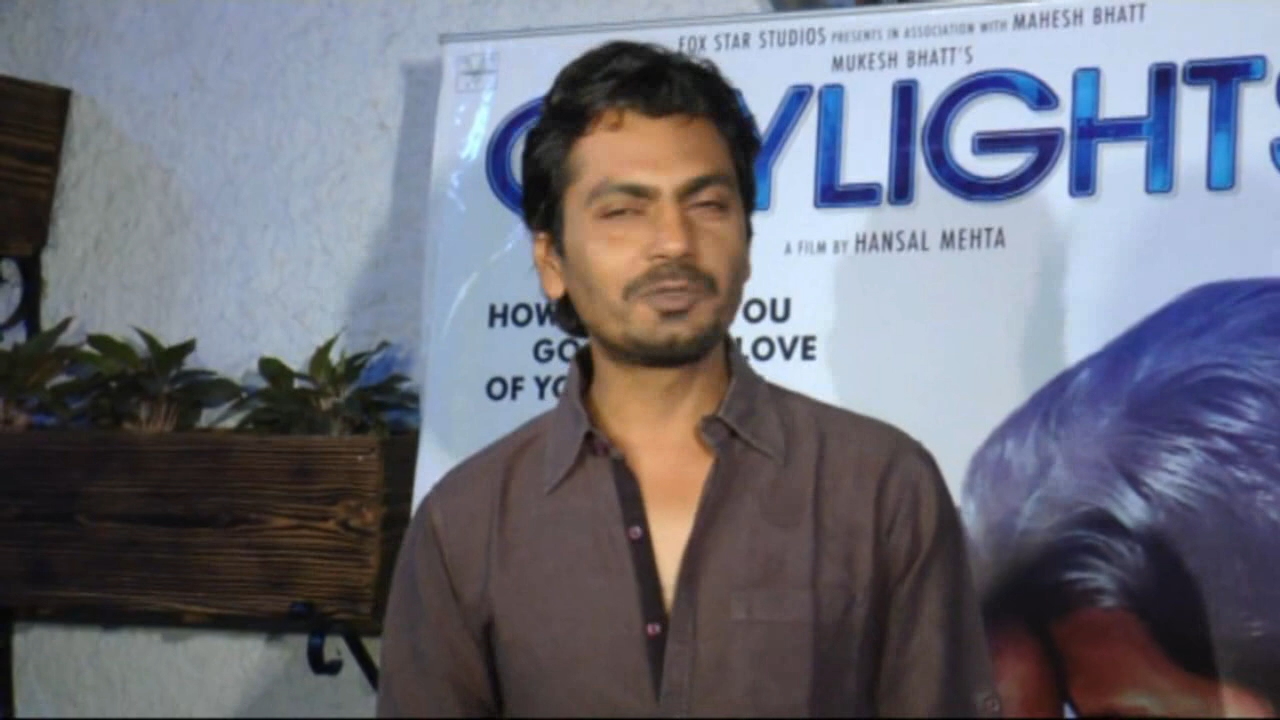 FOX STAR STUDIOS PRESENTS IN ASSOCIATION WITH MAHESH BHATT
MUKESH BHATT'S
C YLIGHTS
A FILM BY HANSAL MEHTA
HOW OU
GO LOVE
OF YO